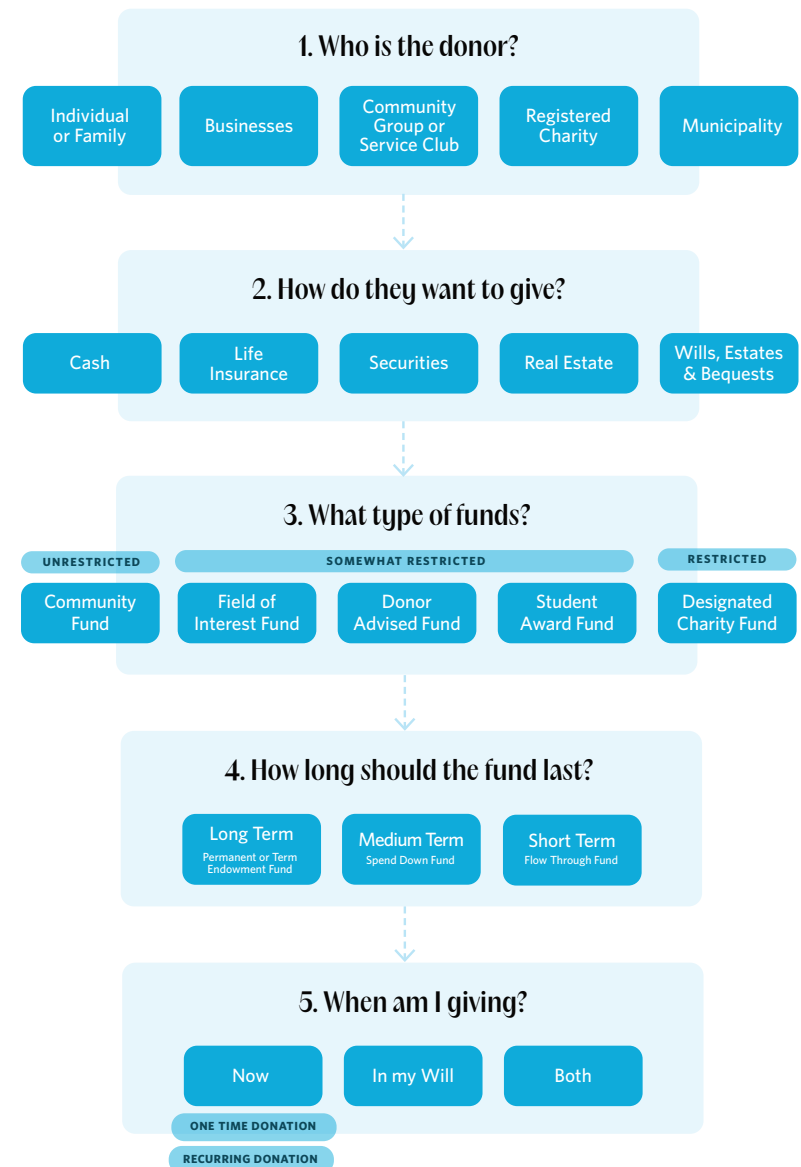 1. Who is the donor?
Individual
or Family
Businesses
Community
Group or
Service Club
Registered
Charity
Municipality
2. How do they want to give?
Cash
Life
Insurance
Securities
Real Estate
Wills, Estates
& Bequests
3. What type of funds?
UNRESTRICTED
SOMEWHAT RESTRICTED
RESTRICTED
Community
Fund
Field of
Interest Fund
Donor
Advised Fund
Student
Award Fund
Designated
Charity Fund
4. How long should the fund last?
Long Term
Permanent or Term
Endowment Fund
Medium Term
Spend Down Fund
Short Term
Flow Through Fund
5. When am I giving?
Now
In my Will
Both
ONE TIME DONATION
RECURRING DONATION